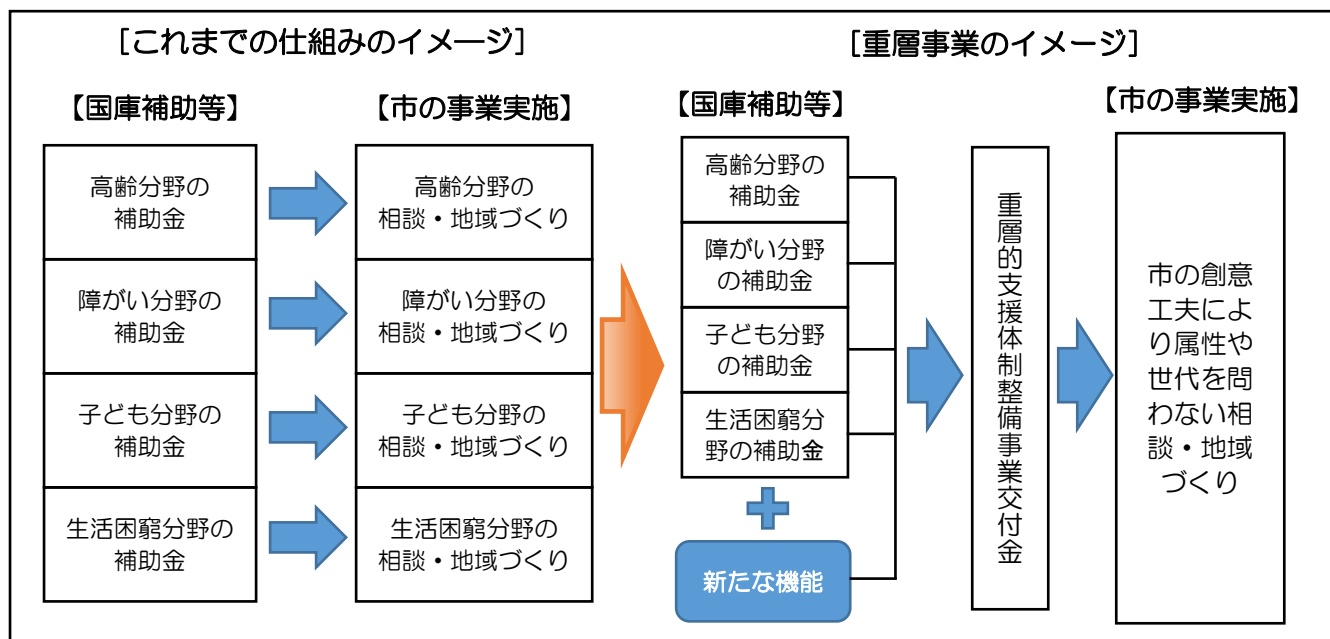 [これまでの仕組みのイメージ]
【国庫補助等】
【市の事業実施】
高齢分野の
補助金
高齢分野の
相談・地域づくり
障がい分野の
補助金
障がい分野の
相談・地域づくり
子ども分野の
補助金
子ども分野の
相談・地域づくり
生活困窮分野の
補助金
生活困窮分野の
相談・地域づくり
[重層事業のイメージ]
【国庫補助等】
【市の事業実施】
高齢分野の
補助金
障がい分野
の補助金
子ども分野
の補助金
生活困窮分
野の補助金
新たな機能
重層的支援体制整備事業交付金
市の創意
工夫によ
り属性や
世代を問
わない相
談・地域
づくり